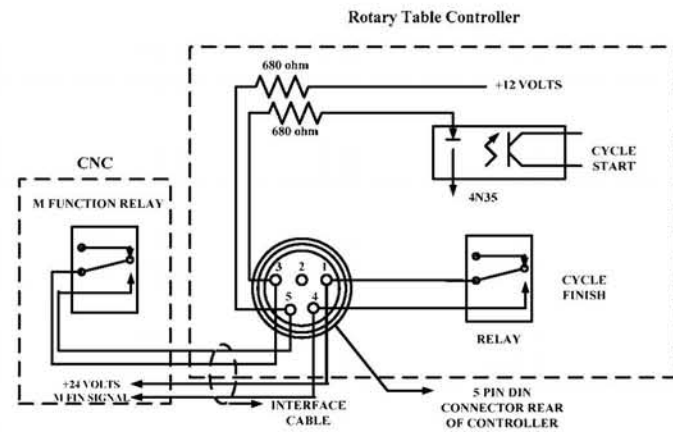 Rotary Table Controller
680 ohm
+12 VOLTS
680 ohm
CYCLE
START
4N35
CNC
M FUNCTION RELAY
3 2 1
5 4
CYCLE
FINISH
RELAY
+24 VOLTS
M FIN SIGNAL
INTERFACE
CABLE
5 PIN DIN
CONNECTOR REAR
OF CONTROLLER